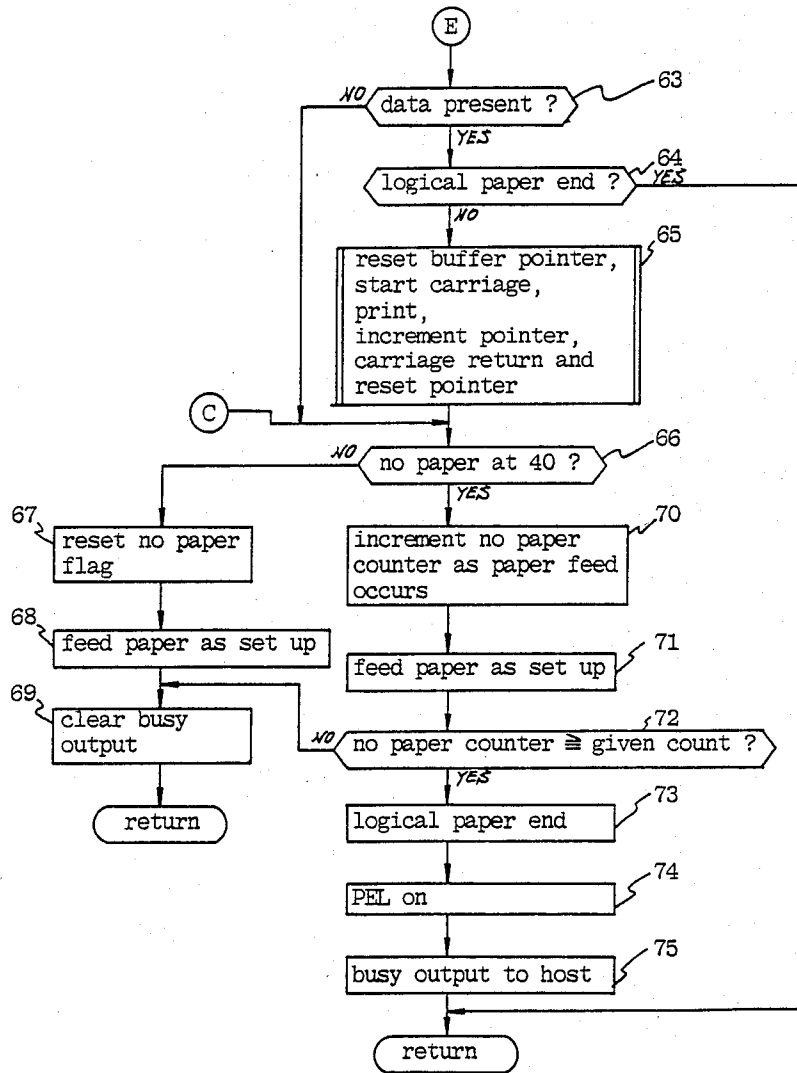 E
63
data present ?
NO
YES
64
logical paper end ?
YES
NO
65
reset buffer pointer,
start carriage,
print,
increment pointer,
carriage return and
reset pointer
C
66
no paper at 40 ?
NO
YES
67
reset no paper
flag
70
increment no paper
counter as paper feed
occurs
68
feed paper as set up
71
feed paper as set up
69
clear busy
output
72
no paper counter ≧ given count ?
NO
YES
return
73
logical paper end
74
PEL on
75
busy output to host
return